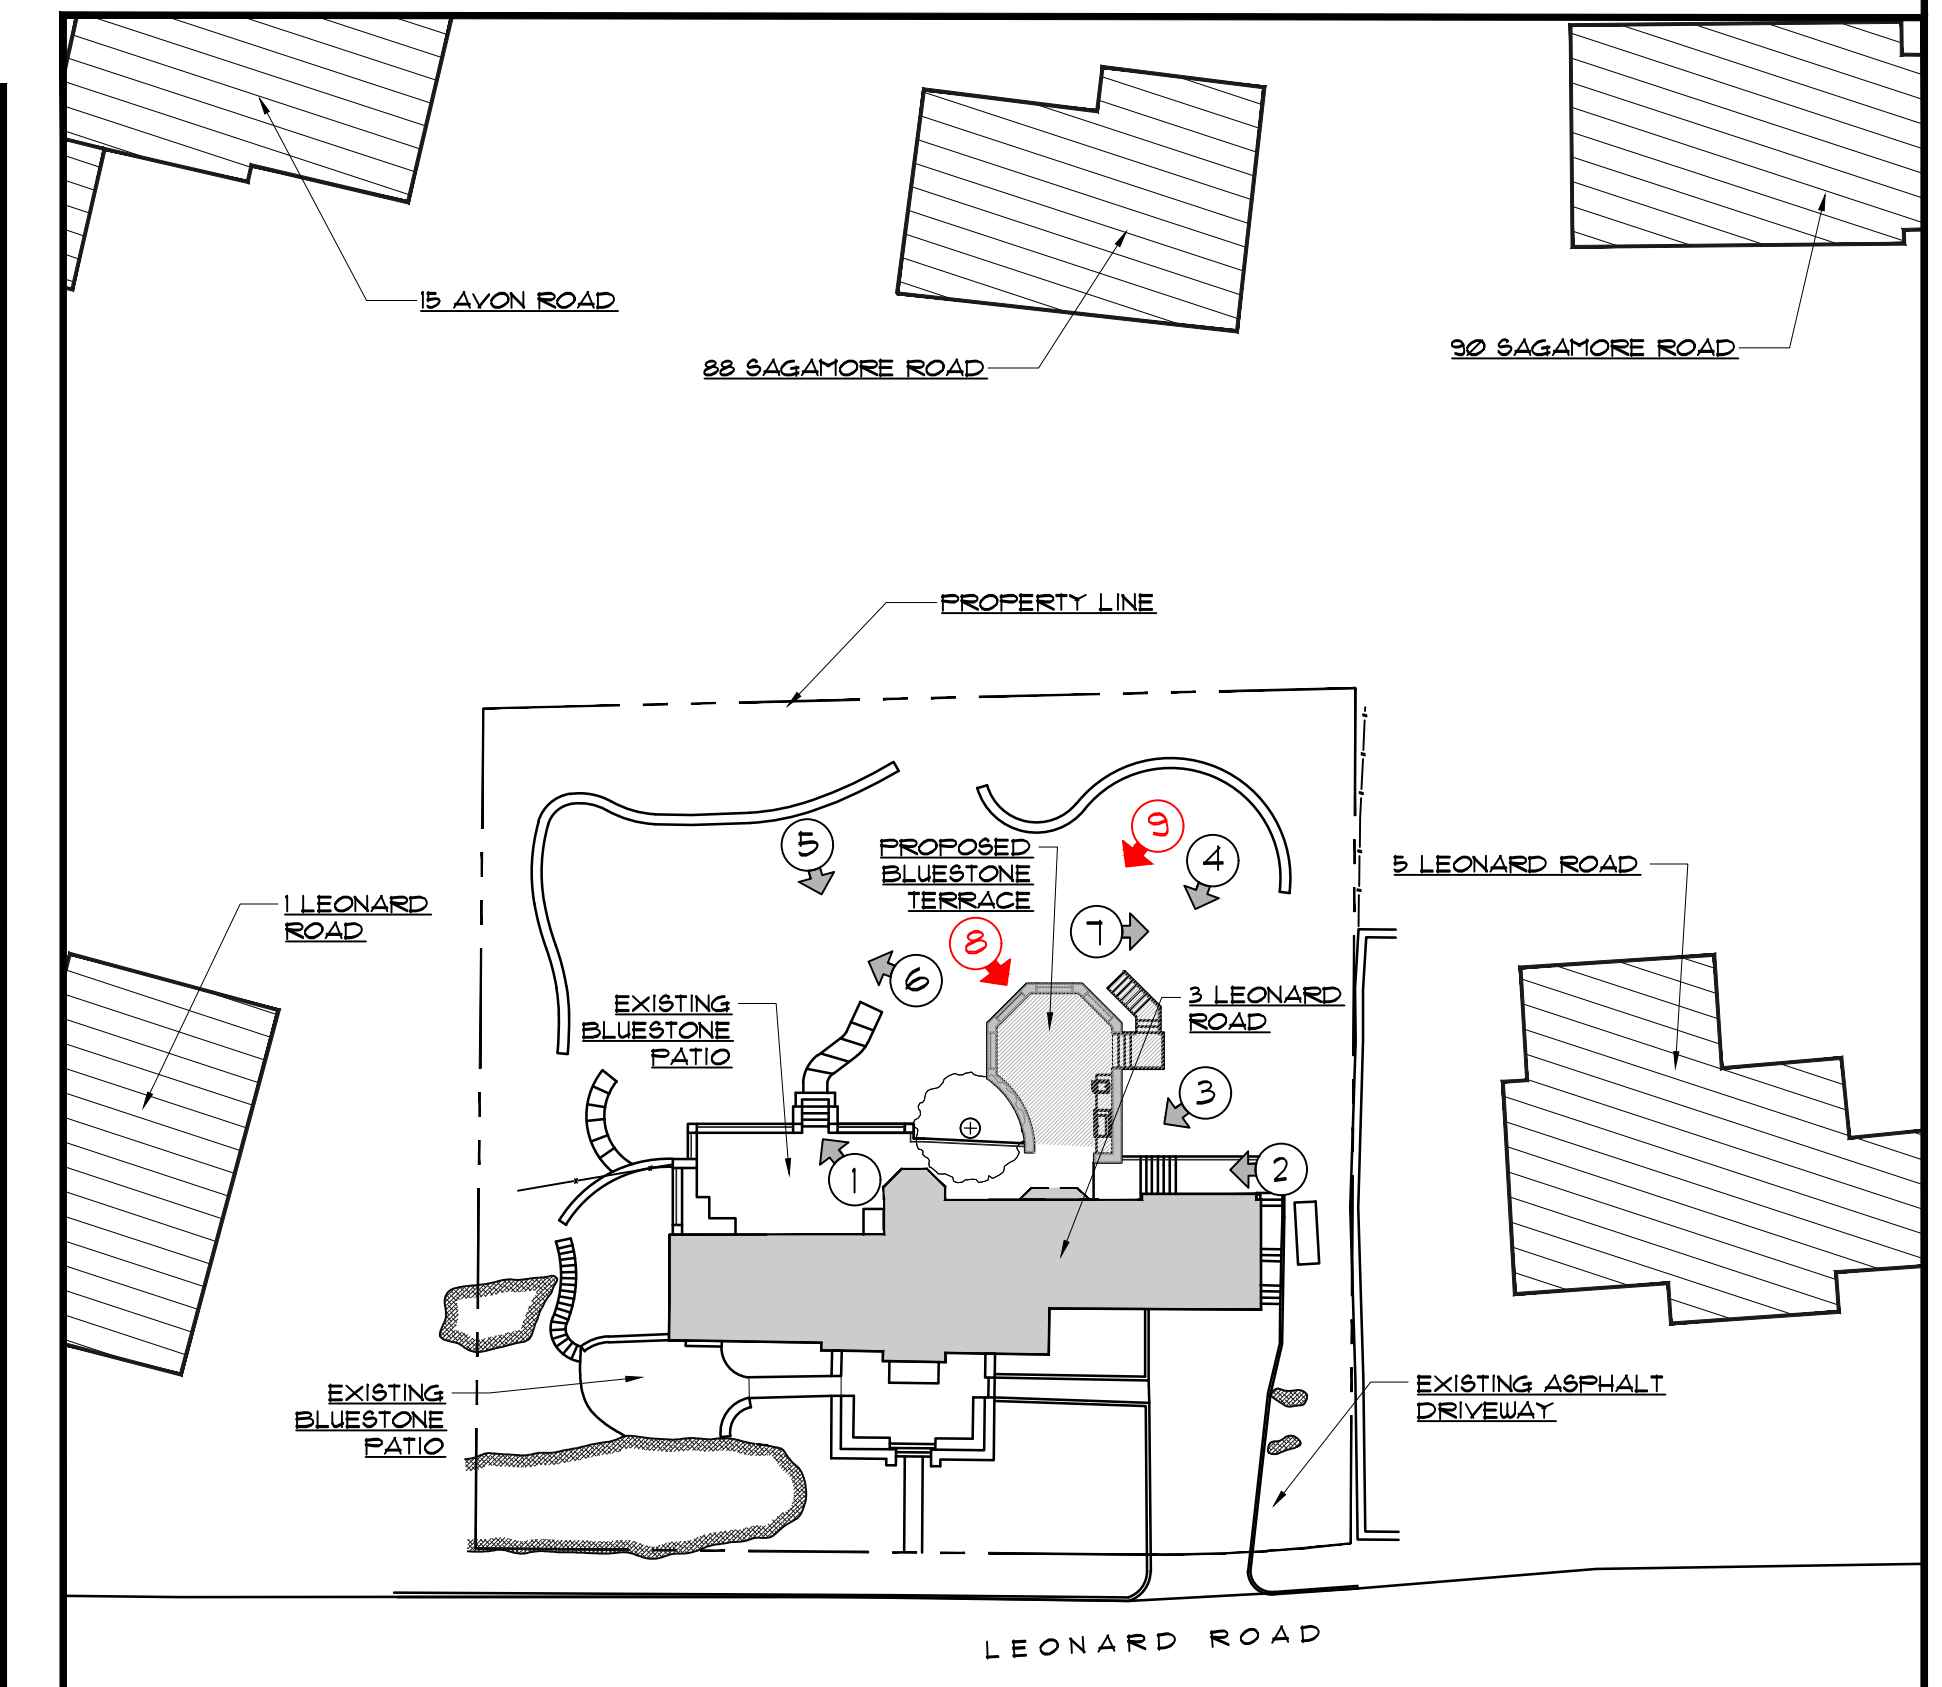 15 AVON ROAD
88 SAGAMORE ROAD
90 SAGAMORE ROAD
PROPERTY LINE
9
5
PROPOSED
BLUESTONE
TERRACE
4
5 LEONARD ROAD
1 LEONARD
ROAD
7
8
6
EXISTING
BLUESTONE
PATIO
3 LEONARD
ROAD
3
2
1
EXISTING
BLUESTONE
PATIO
EXISTING ASPHALT
DRIVEWAY
LEONARD ROAD